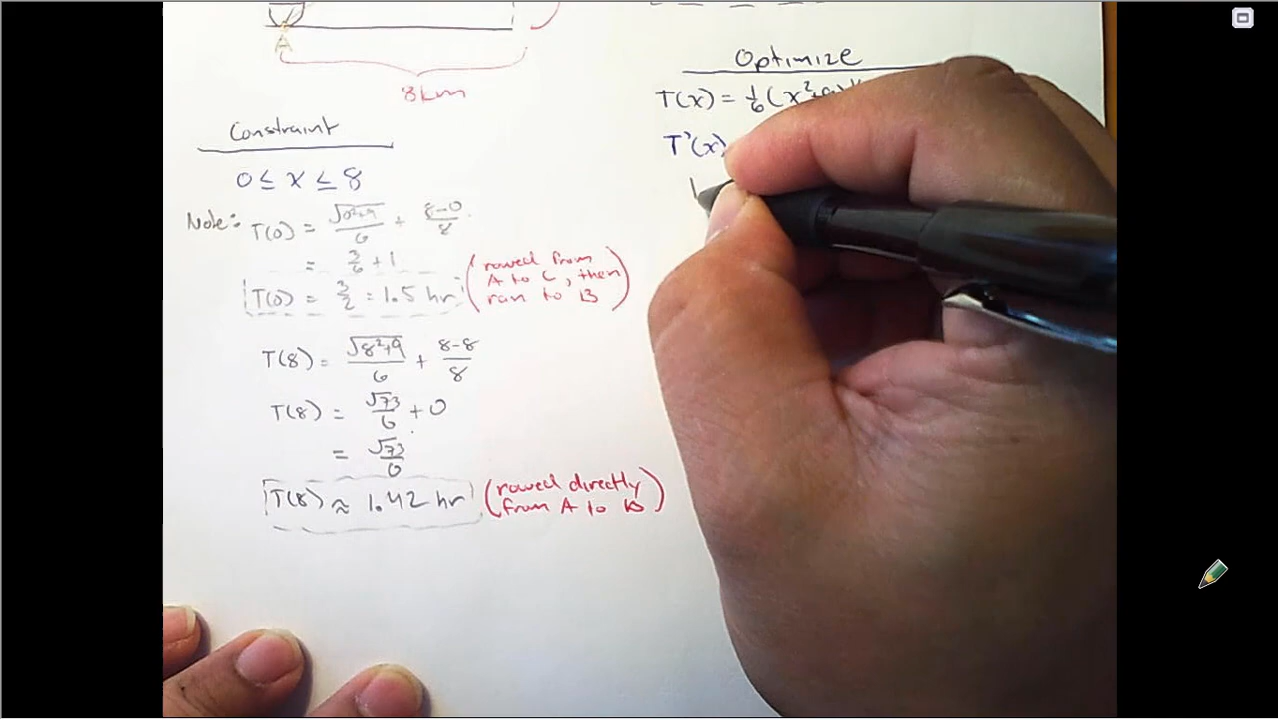 A
8km
Constraint
0 ≤ x ≤ 8
Note: T(0) = √0²+9/6 + 8-0/8
= 3/6 + 1
T(0) = 3/2 = 1.5 hr
(rowed from
A to C, then
ran to B)
T(8) = √8²+9/6 + 8-8/8
T(8) = √73/6 + 0
= √73/6
T(8) ≈ 1.42 hr
(rowed directly
from A to B)
Optimize
T(x) = 1/6 (x²+9)
T'(x)